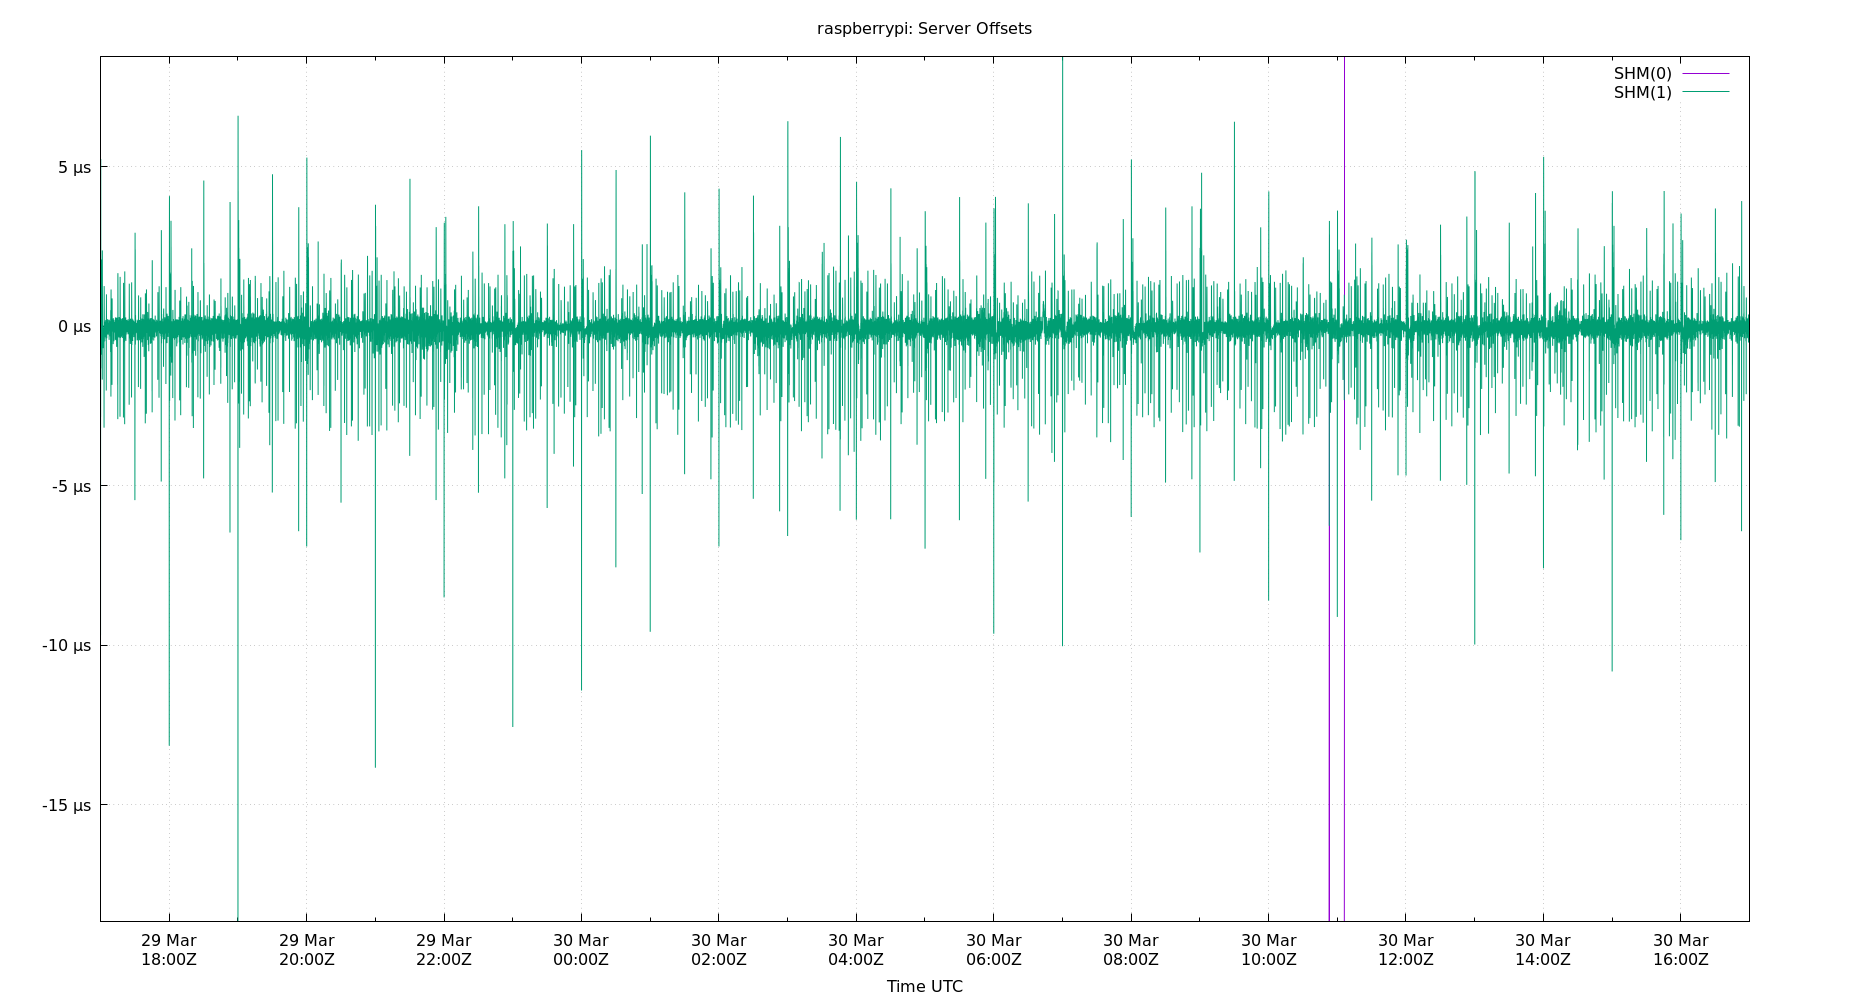 raspberrypi: Server Offsets
SHM(0)
SHM(1)
5 µs
0 µs
-5 µs
-10 µs
-15 µs
29 Mar 29 Mar 29 Mar 30 Mar 30 Mar 30 Mar 30 Mar 30 Mar 30 Mar 30 Mar 30 Mar 30 Mar
18:00Z 20:00Z 22:00Z 00:00Z 02:00Z 04:00Z 06:00Z 08:00Z 10:00Z 12:00Z 14:00Z 16:00Z
Time UTC